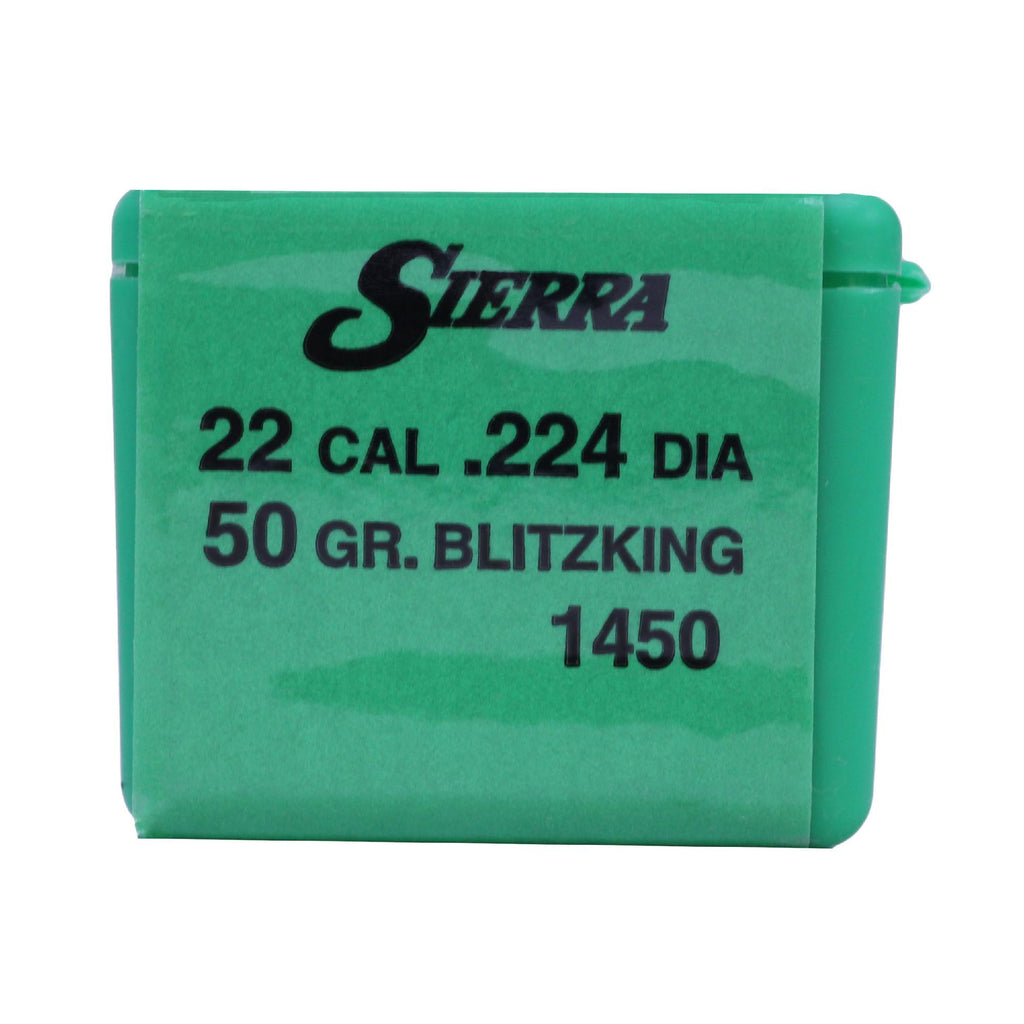 SIERRA
22 CAL .224 DIA
50 GR. BLITZKING
1450